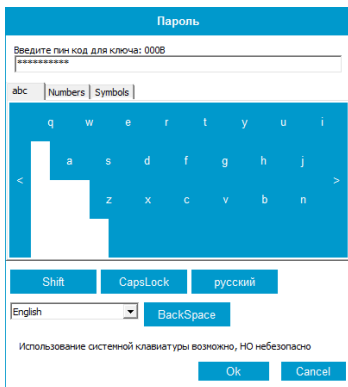 Пароль
Введите пин код для ключа: 000B
**********
abc Numbers Symbols
q w e r t y u i
a s d f g h j
< >
z x c v b n
Shift CapsLock русский
English BackSpace
Использование системной клавиатуры возможно, НО небезопасно
Ok Cancel